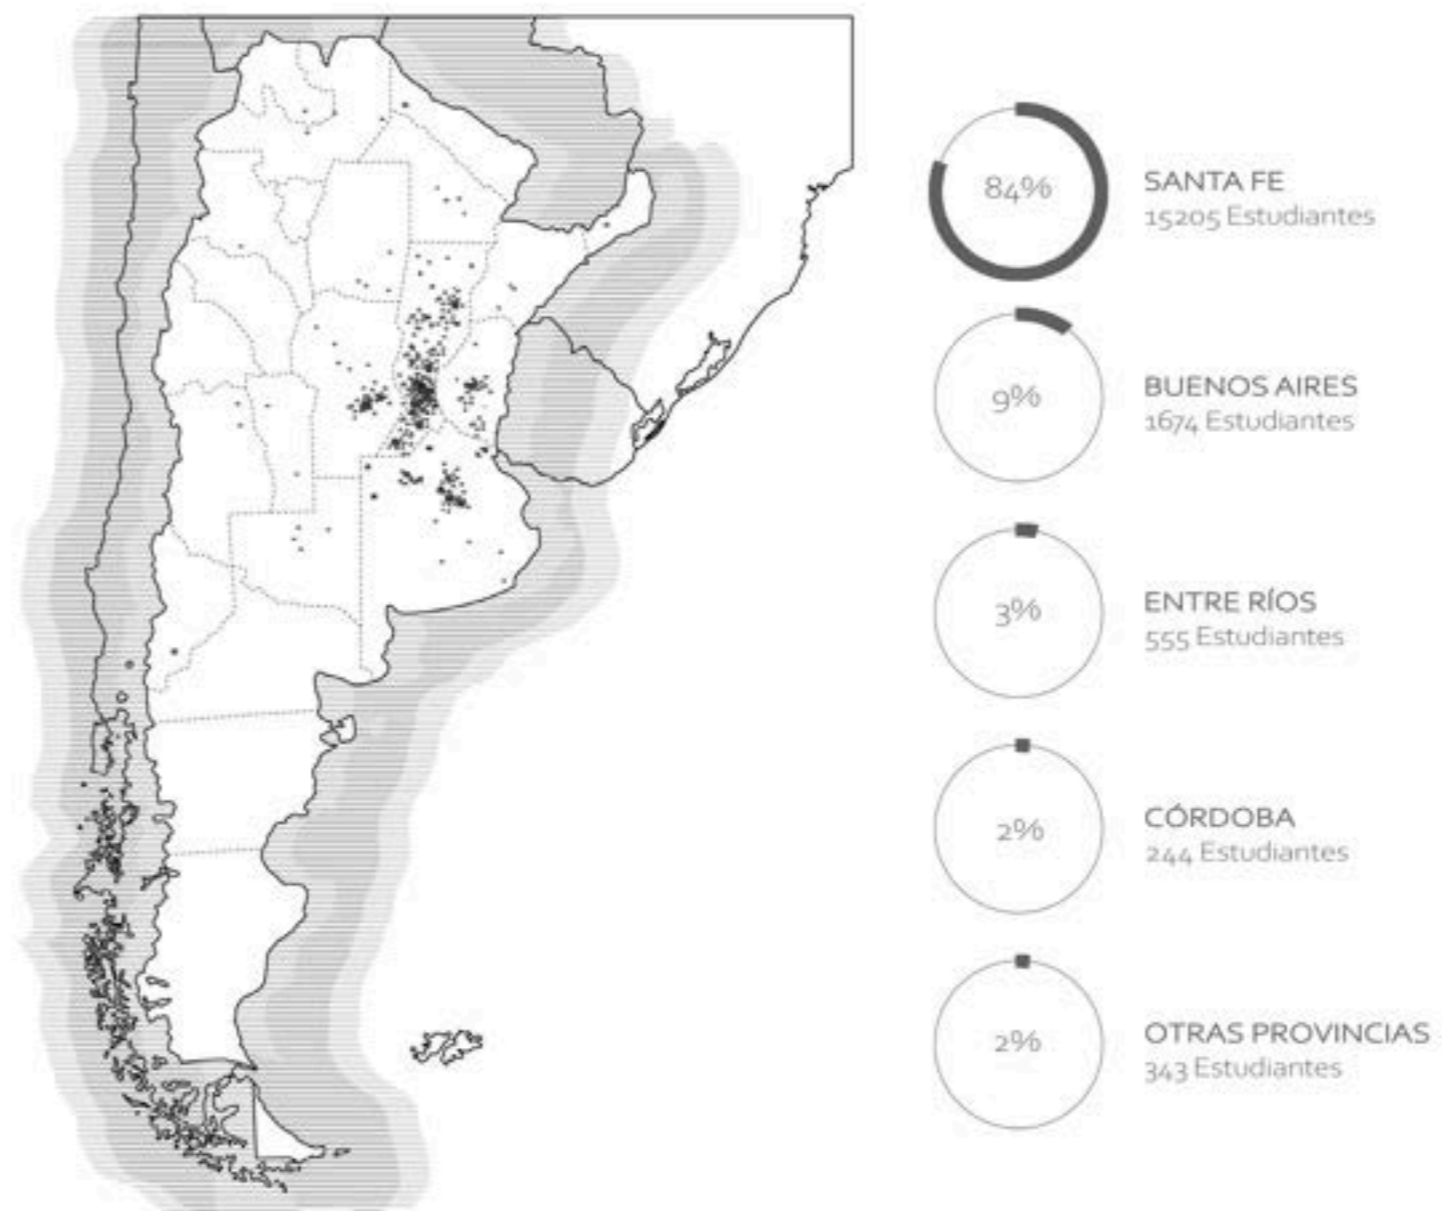 84%
SANTA FE
15205 Estudiantes
9%
BUENOS AIRES
1674 Estudiantes
3%
ENTRE RÍOS
555 Estudiantes
2%
CÓRDOBA
244 Estudiantes
2%
OTRAS PROVINCIAS
343 Estudiantes